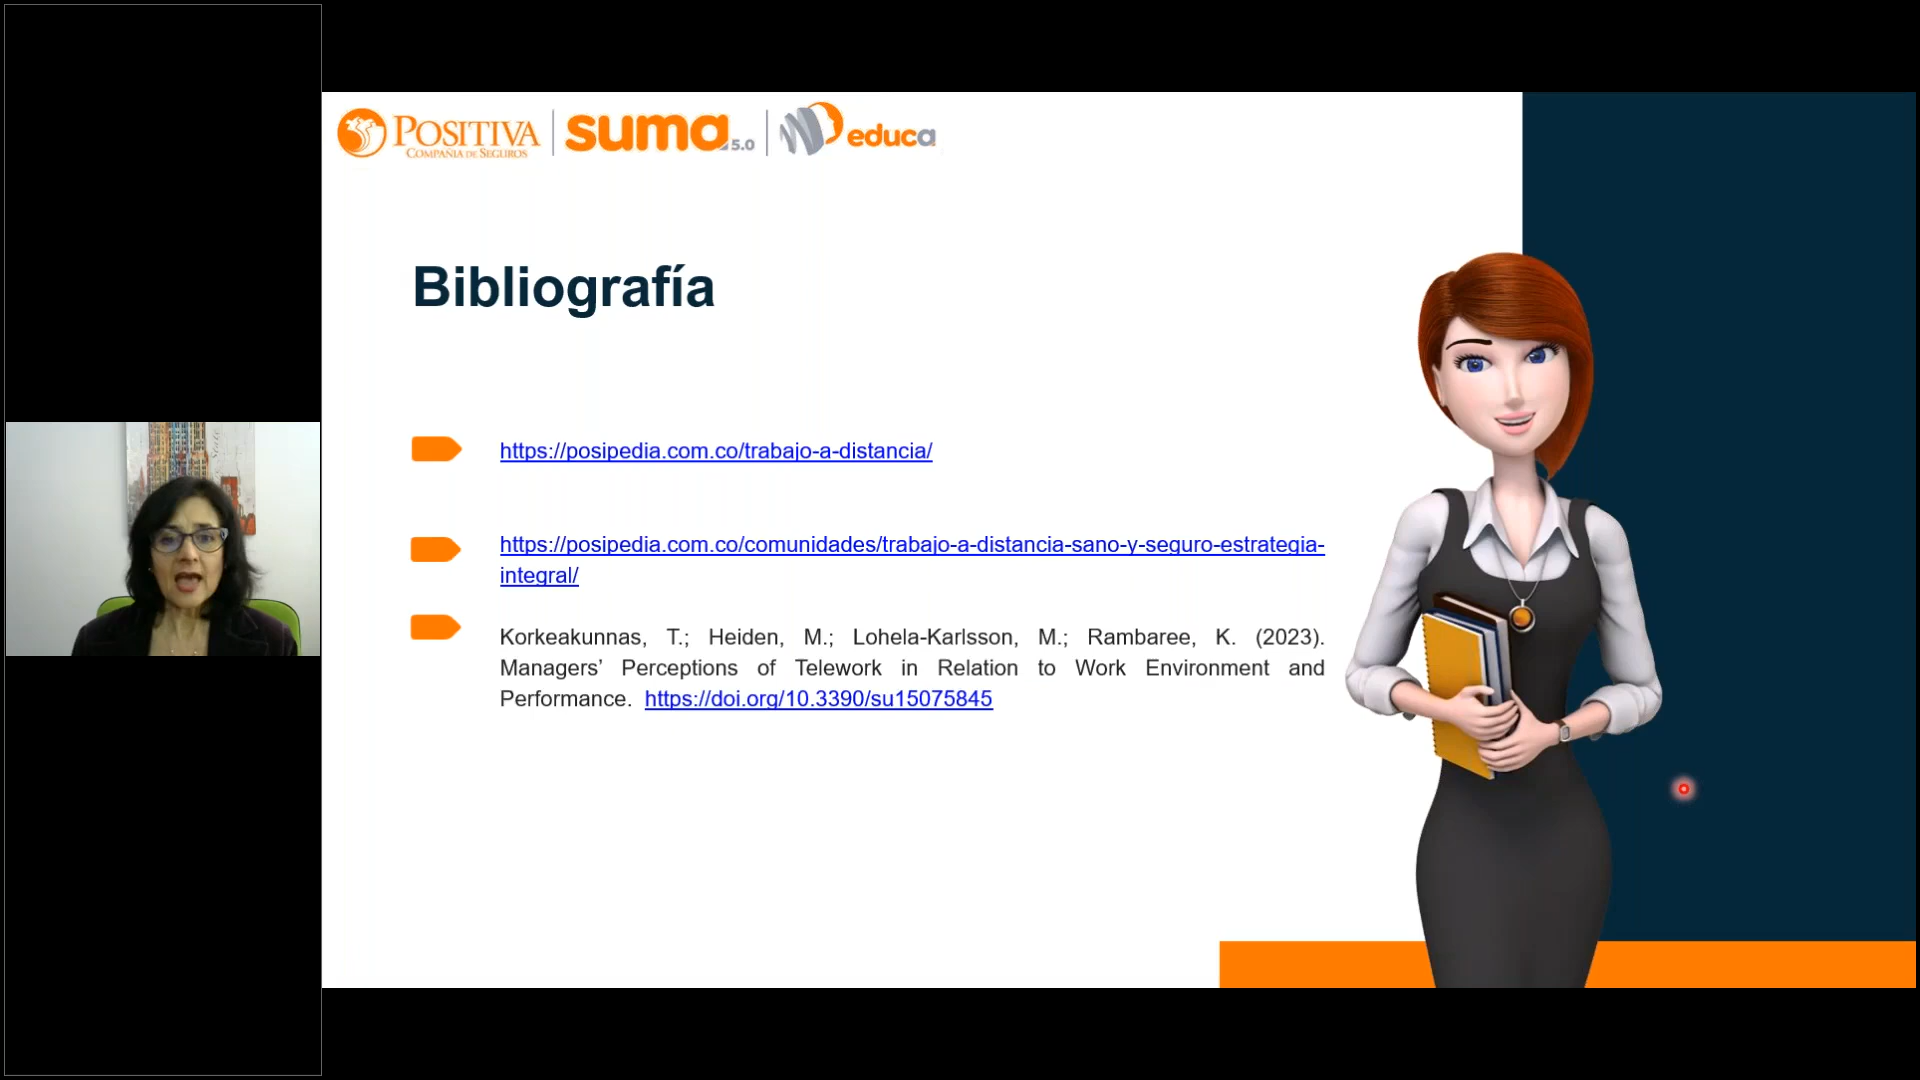 POSITIVA
COMPAÑIA DE SEGUROS
suma 5.0
educa
Bibliografía
https://posipedia.com.co/trabajo-a-distancia/
https://posipedia.com.co/comunidades/trabajo-a-distancia-sano-y-seguro-estrategia-
integral/
Korkeakunnas, T.; Heiden, M.; Lohela-Karlsson, M.; Rambaree, K. (2023).
Managers’ Perceptions of Telework in Relation to Work Environment and
Performance. https://doi.org/10.3390/su15075845